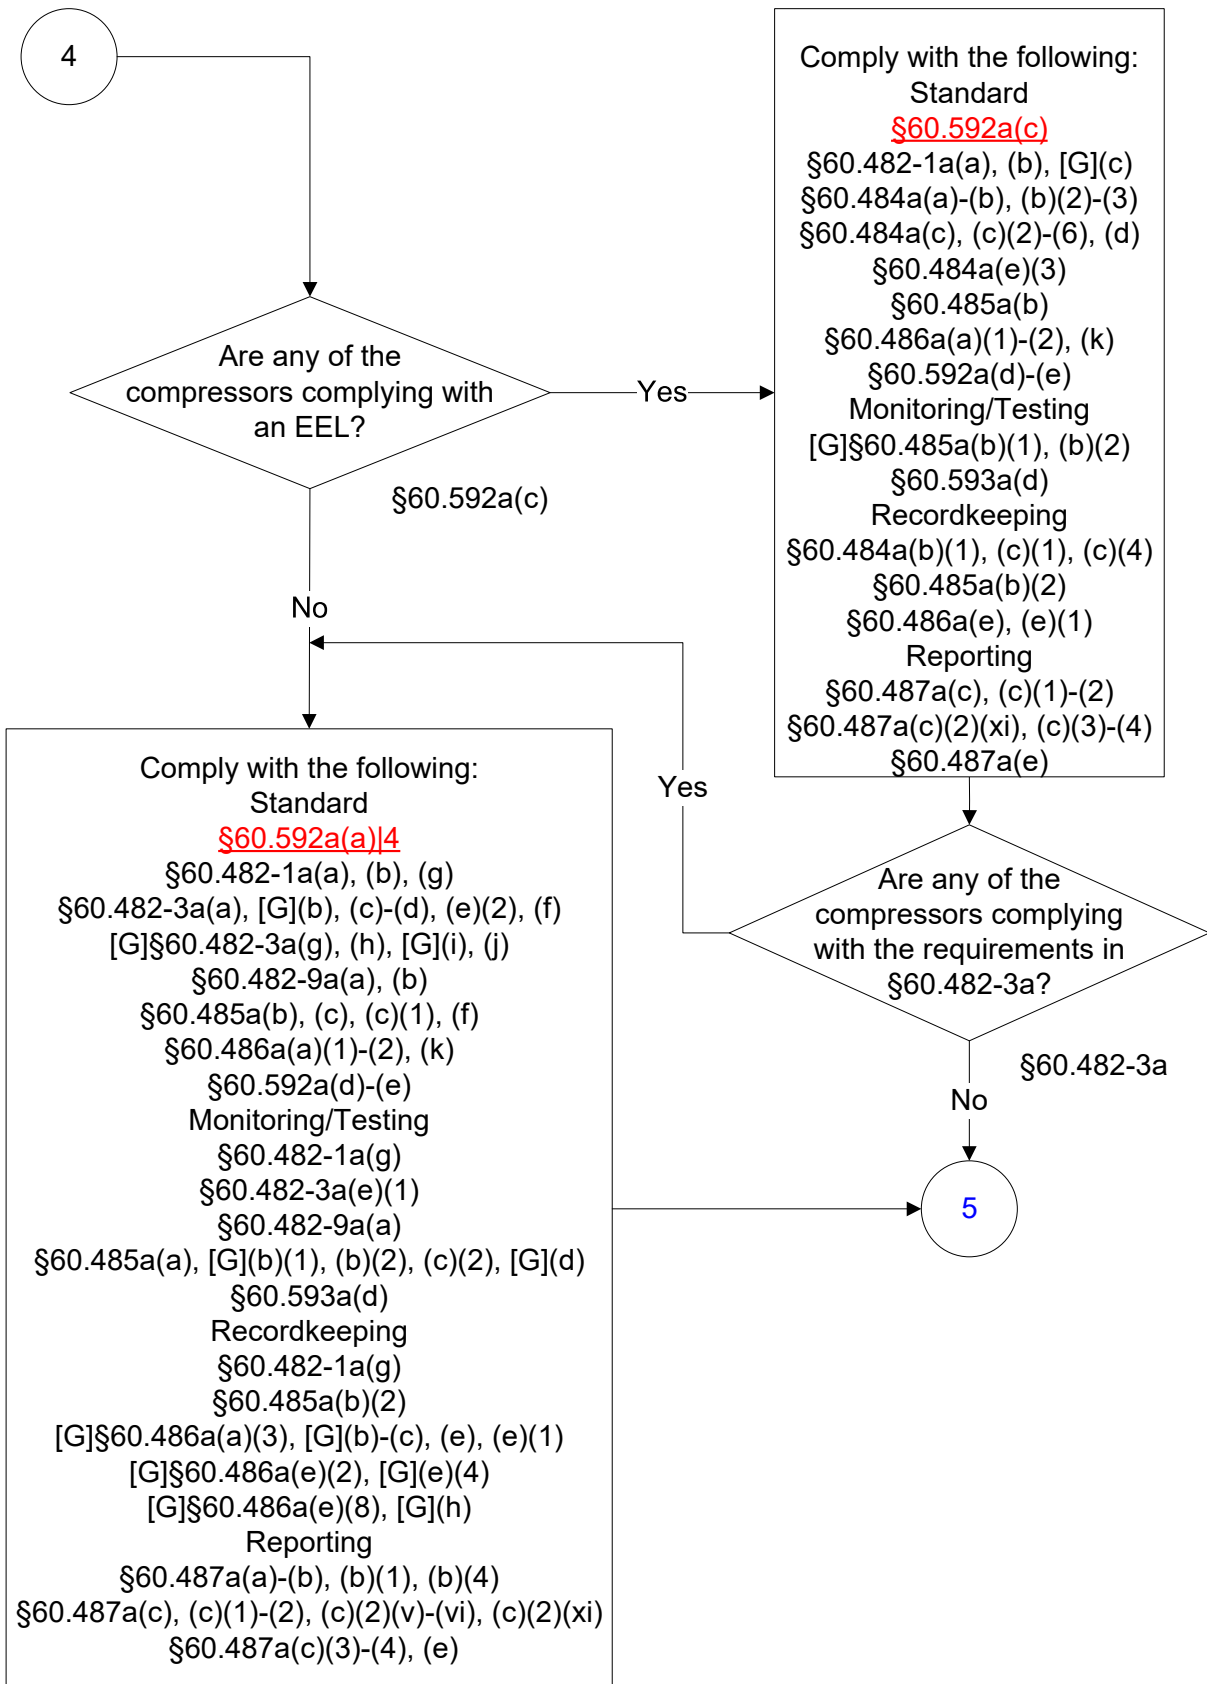 4
Comply with the following:
Standard
§60.592a(c)
§60.482-1a(a), (b), [G](c)
§60.484a(a)-(b), (b)(2)-(3)
§60.484a(c), (c)(2)-(6), (d)
§60.484a(e)(3)
§60.485a(b)
§60.486a(a)(1)-(2), (k)
§60.592a(d)-(e)
Monitoring/Testing
[G]§60.485a(b)(1), (b)(2)
§60.593a(d)
Recordkeeping
§60.484a(b)(1), (c)(1), (c)(4)
§60.485a(b)(2)
§60.486a(e), (e)(1)
Reporting
§60.487a(c), (c)(1)-(2)
§60.487a(c)(2)(xi), (c)(3)-(4)
§60.487a(e)
Are any of the
compressors complying with
an EEL?
Yes
§60.592a(c)
No
Yes
Comply with the following:
Standard
§60.592a(a)|4
§60.482-1a(a), (b), (g)
§60.482-3a(a), [G](b), (c)-(d), (e)(2), (f)
[G]§60.482-3a(g), (h), [G](i), (j)
§60.482-9a(a), (b)
§60.485a(b), (c), (c)(1), (f)
§60.486a(a)(1)-(2), (k)
§60.592a(d)-(e)
Monitoring/Testing
§60.482-1a(g)
§60.482-3a(e)(1)
§60.482-9a(a)
§60.485a(a), [G](b)(1), (b)(2), (c)(2), [G](d)
§60.593a(d)
Recordkeeping
§60.482-1a(g)
§60.485a(b)(2)
[G]§60.486a(a)(3), [G](b)-(c), (e), (e)(1)
[G]§60.486a(e)(2), [G](e)(4)
[G]§60.486a(e)(8), [G](h)
Reporting
§60.487a(a)-(b), (b)(1), (b)(4)
§60.487a(c), (c)(1)-(2), (c)(2)(v)-(vi), (c)(2)(xi)
§60.487a(c)(3)-(4), (e)
Are any of the
compressors complying
with the requirements in
§60.482-3a?
§60.482-3a
No
5